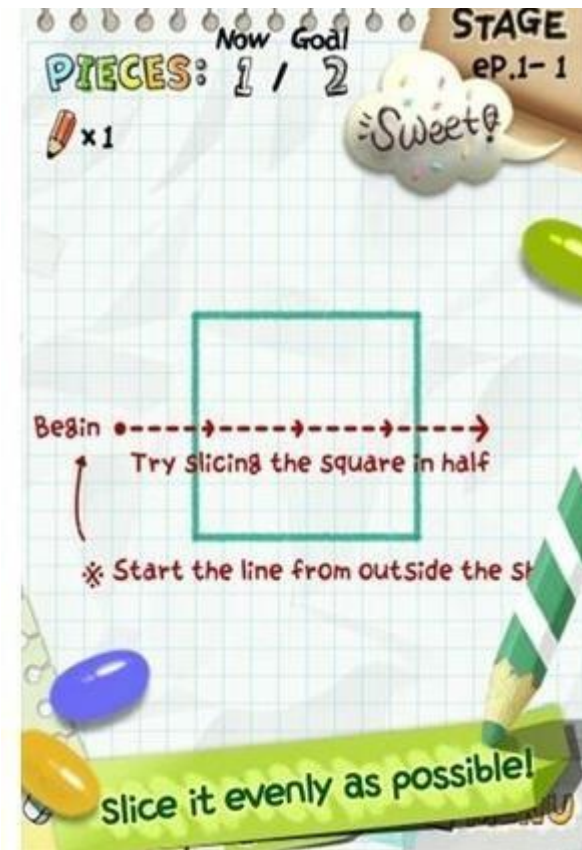 STAGE
eP.1-1
Now Goal
PIECES: 1 / 2
x1
Sweet!
Begin
Try slicing the square in half
※ Start the line from outside the
Slice it evenly as possible!